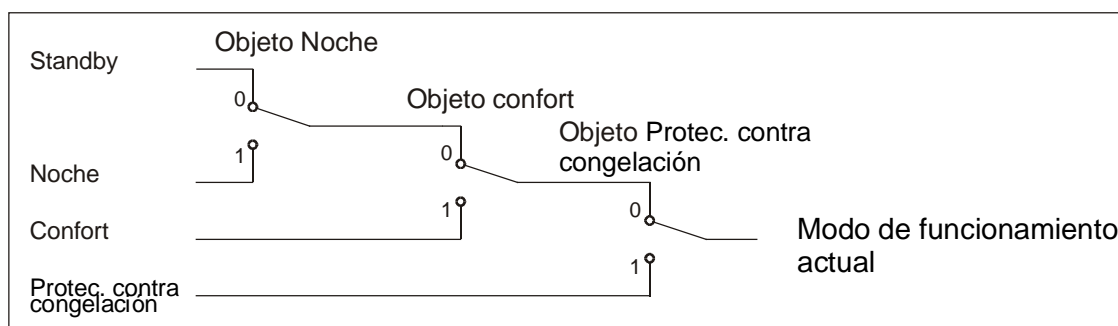 Objeto Noche
Standby
0
Objeto confort
1
Objeto Protec. contra
congelación
0
Noche
1
0
Confort
Modo de funcionamiento
actual
1
Protec. contra
congelación